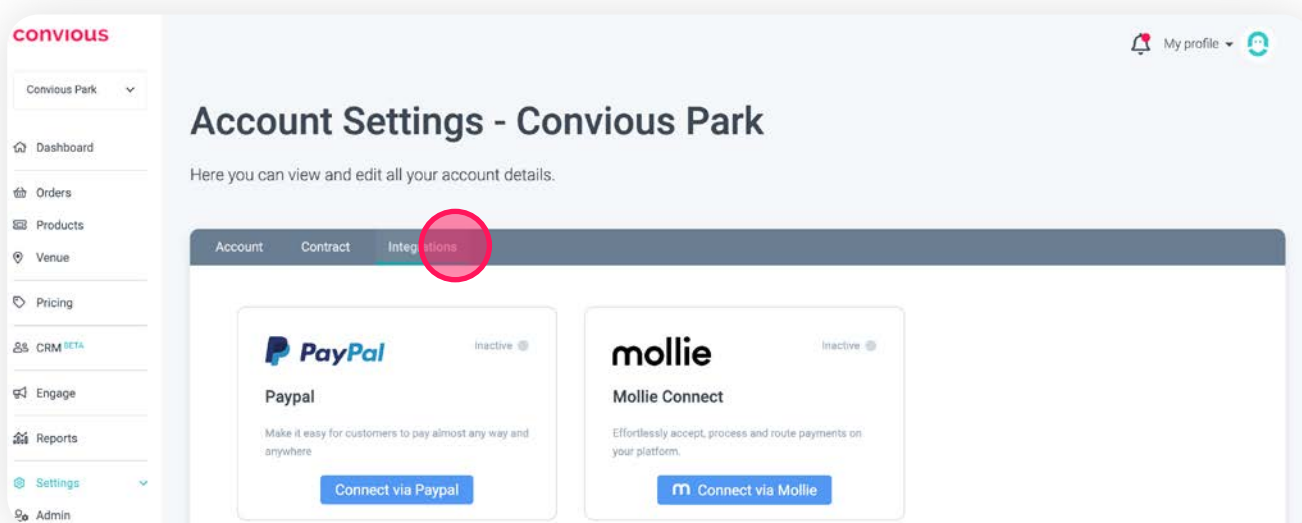 convious
My profile
Convious Park
Dashboard
Orders
Products
Venue
Pricing
CRM BETA
Engage
Reports
Settings
Admin
Account Settings - Convious Park
Here you can view and edit all your account details.
Account Contract Integrations
PayPal
Inactive
Paypal
Make it easy for customers to pay almost any way and
anywhere
Connect via Paypal
mollie
Inactive
Mollie Connect
Effortlessly accept, process and route payments on
your platform.
m Connect via Mollie